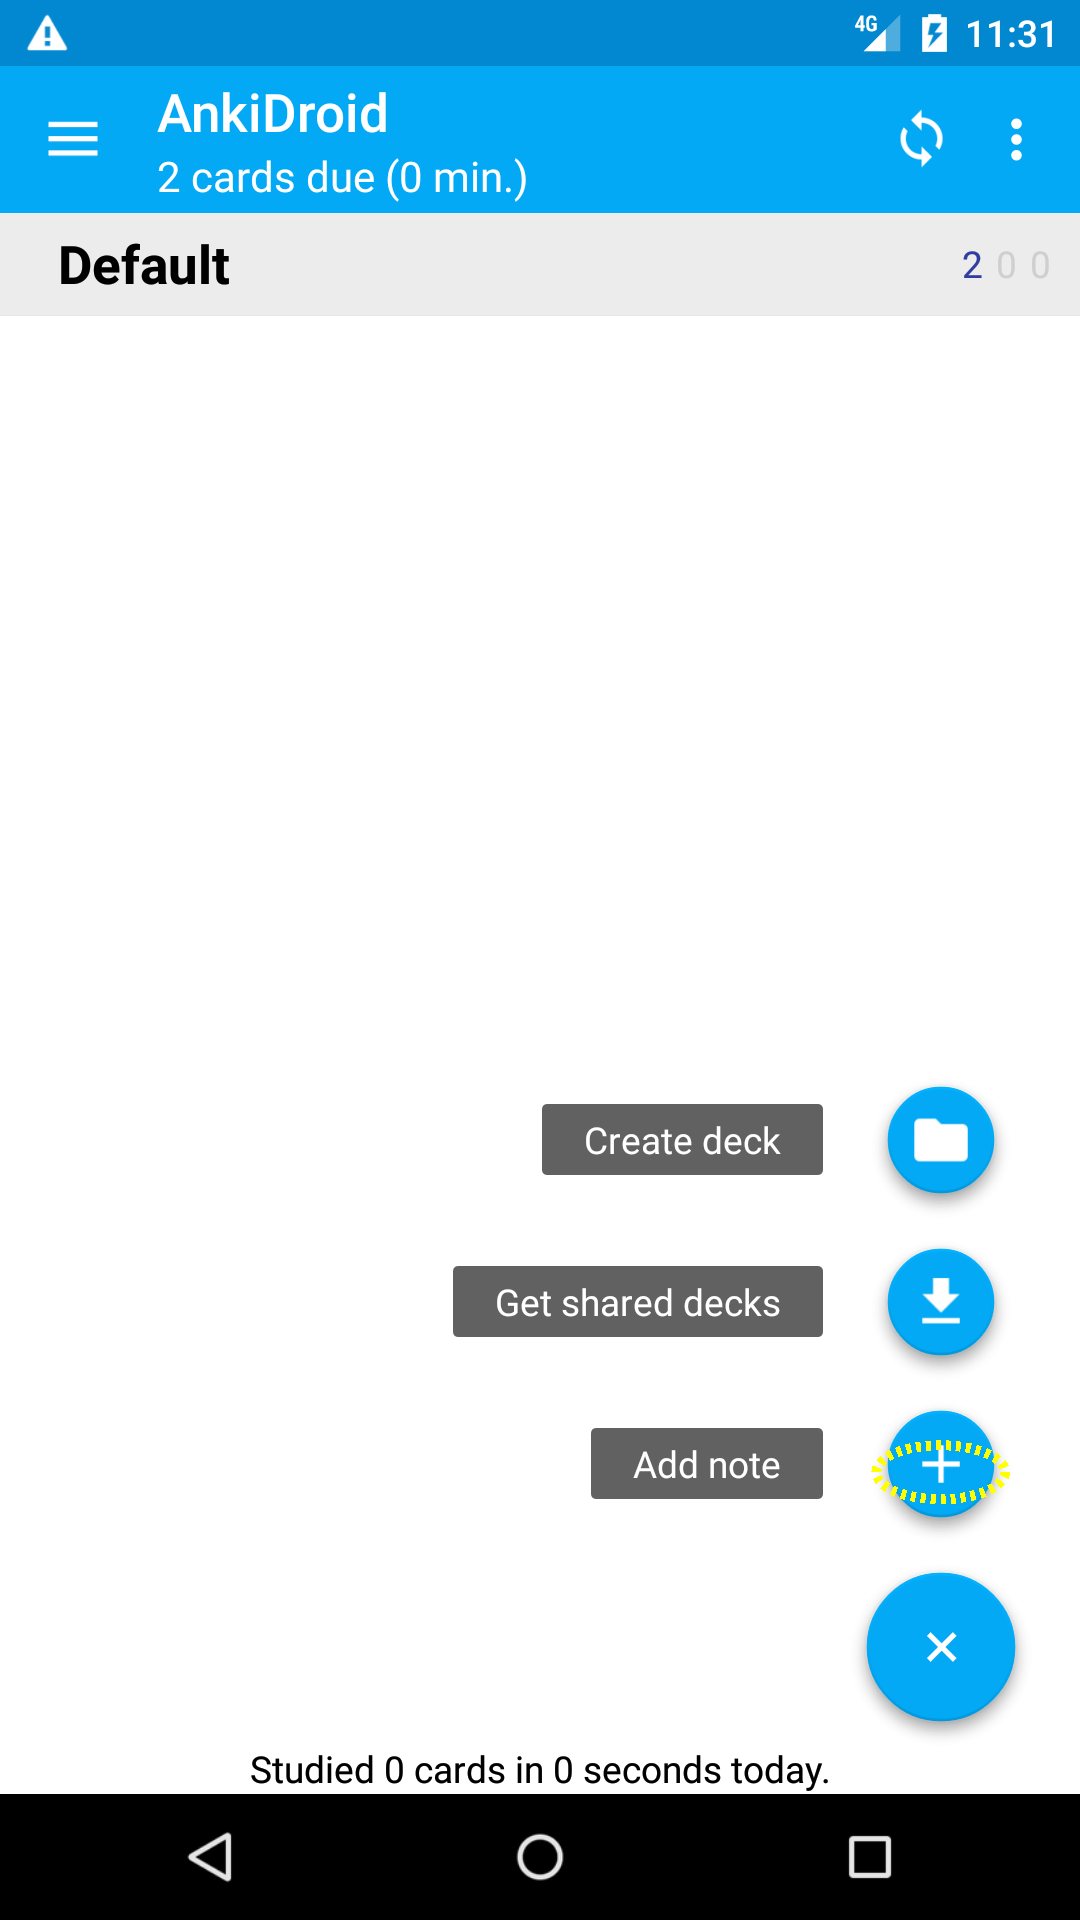 4G 11:31
AnkiDroid
2 cards due (0 min.)
Default 2 0 0
Create deck
Get shared decks
Add note
Studied 0 cards in 0 seconds today.